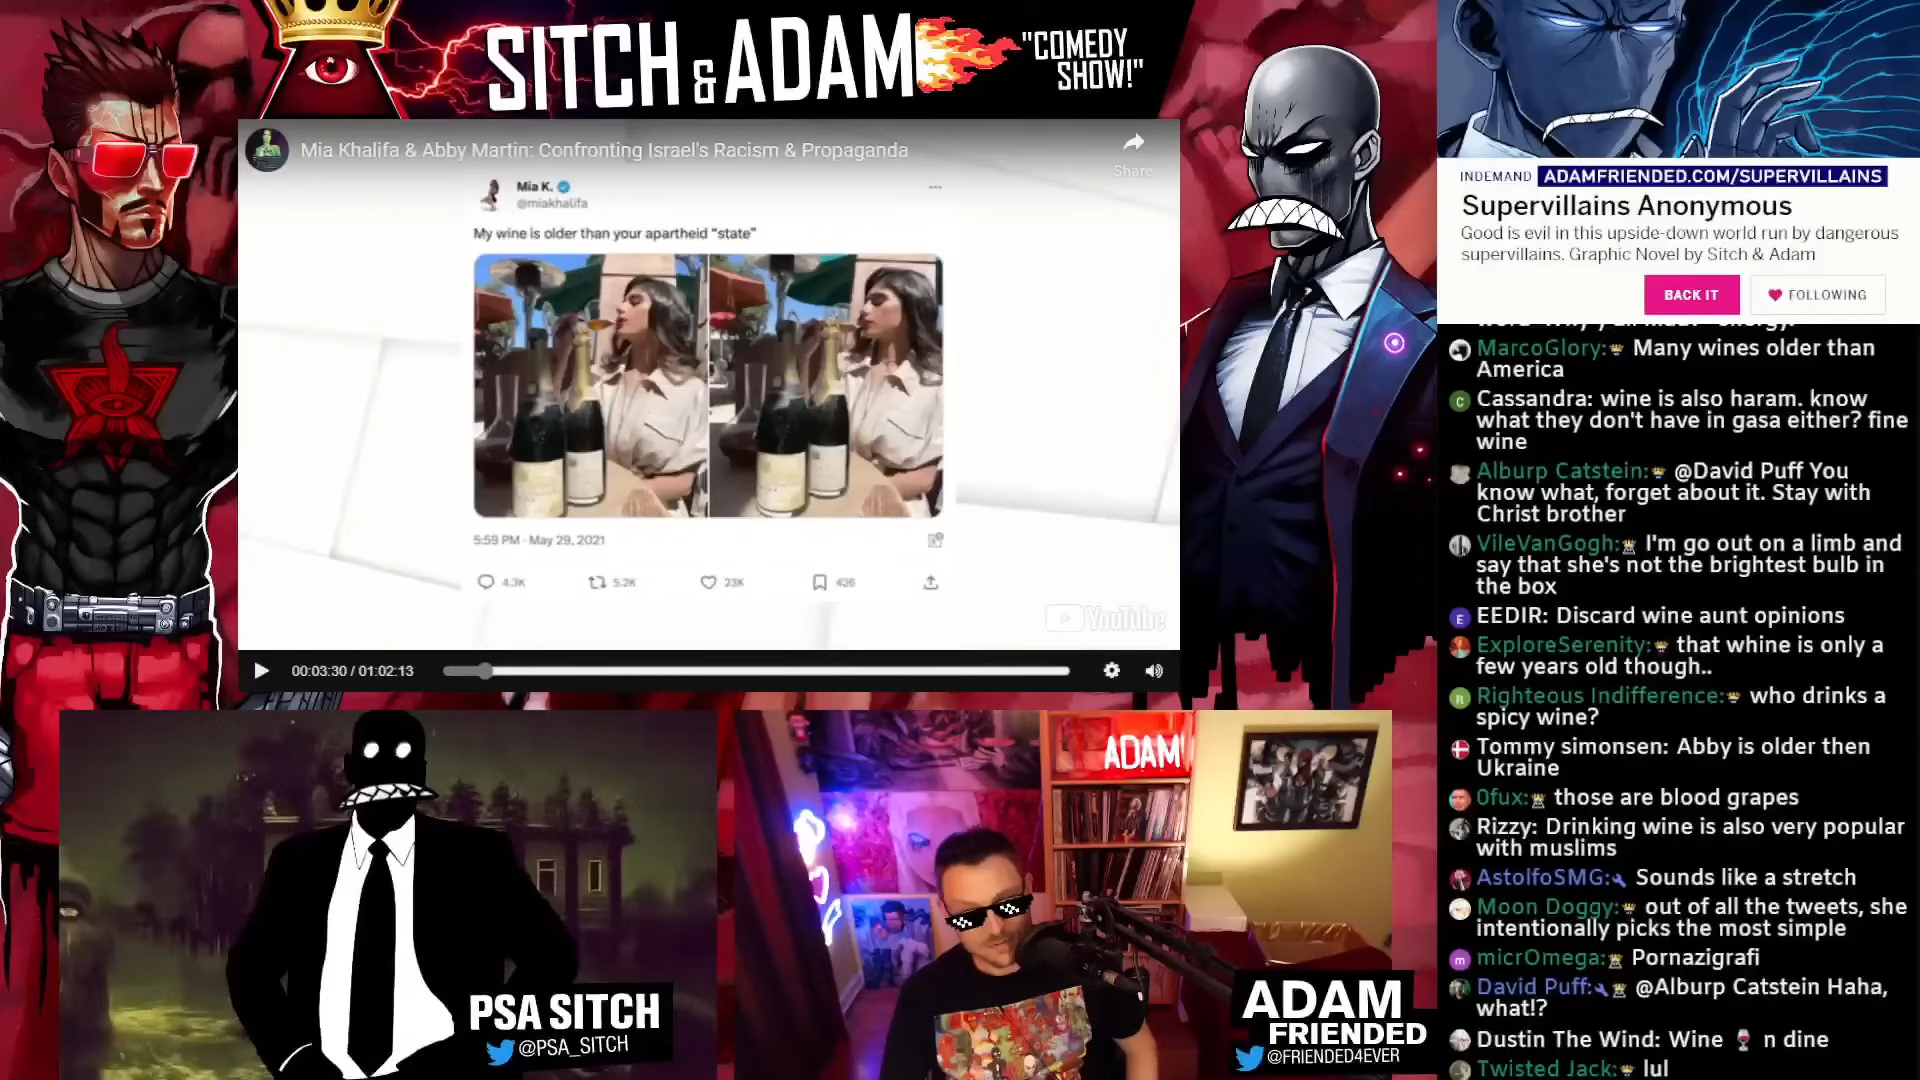 SITCH & ADAM
"COMEDY
SHOW!"
Mia Khalifa & Abby Martin: Confronting Israel's Racism & Propaganda
Share
Mia K.
@miakhalifa
My wine is older than your apartheid "state"
5:59 PM · May 29, 2021
4.3K
5.2K
23K
426
YouTube
00:03:30 / 01:02:13
PSA SITCH
@PSA_SITCH
ADAM
ADAM
FRIENDED
@FRIENDED4EVER
INDEMAND ADAMFRIENDED.COM/SUPERVILLAINS
Supervillains Anonymous
Good is evil in this upside-down world run by dangerous
supervillains. Graphic Novel by Sitch & Adam
BACK IT
FOLLOWING
MarcoGlory: Many wines older than
America
Cassandra: wine is also haram. know
what they don't have in gasa either? fine
wine
Alburp Catstein: @David Puff You
know what, forget about it. Stay with
Christ brother
VileVanGogh: I'm go out on a limb and
say that she's not the brightest bulb in
the box
EEDIR: Discard wine aunt opinions
ExploreSerenity: that whine is only a
few years old though..
Righteous Indifference: who drinks a
spicy wine?
Tommy simonsen: Abby is older then
Ukraine
0fux: those are blood grapes
Rizzy: Drinking wine is also very popular
with muslims
AstolfoSMG: Sounds like a stretch
Moon Doggy: out of all the tweets, she
intentionally picks the most simple
micrOmega: Pornazigrafi
David Puff: @Alburp Catstein Haha,
what!?
Dustin The Wind: Wine 🍷 n dine
Twisted Jack: lul